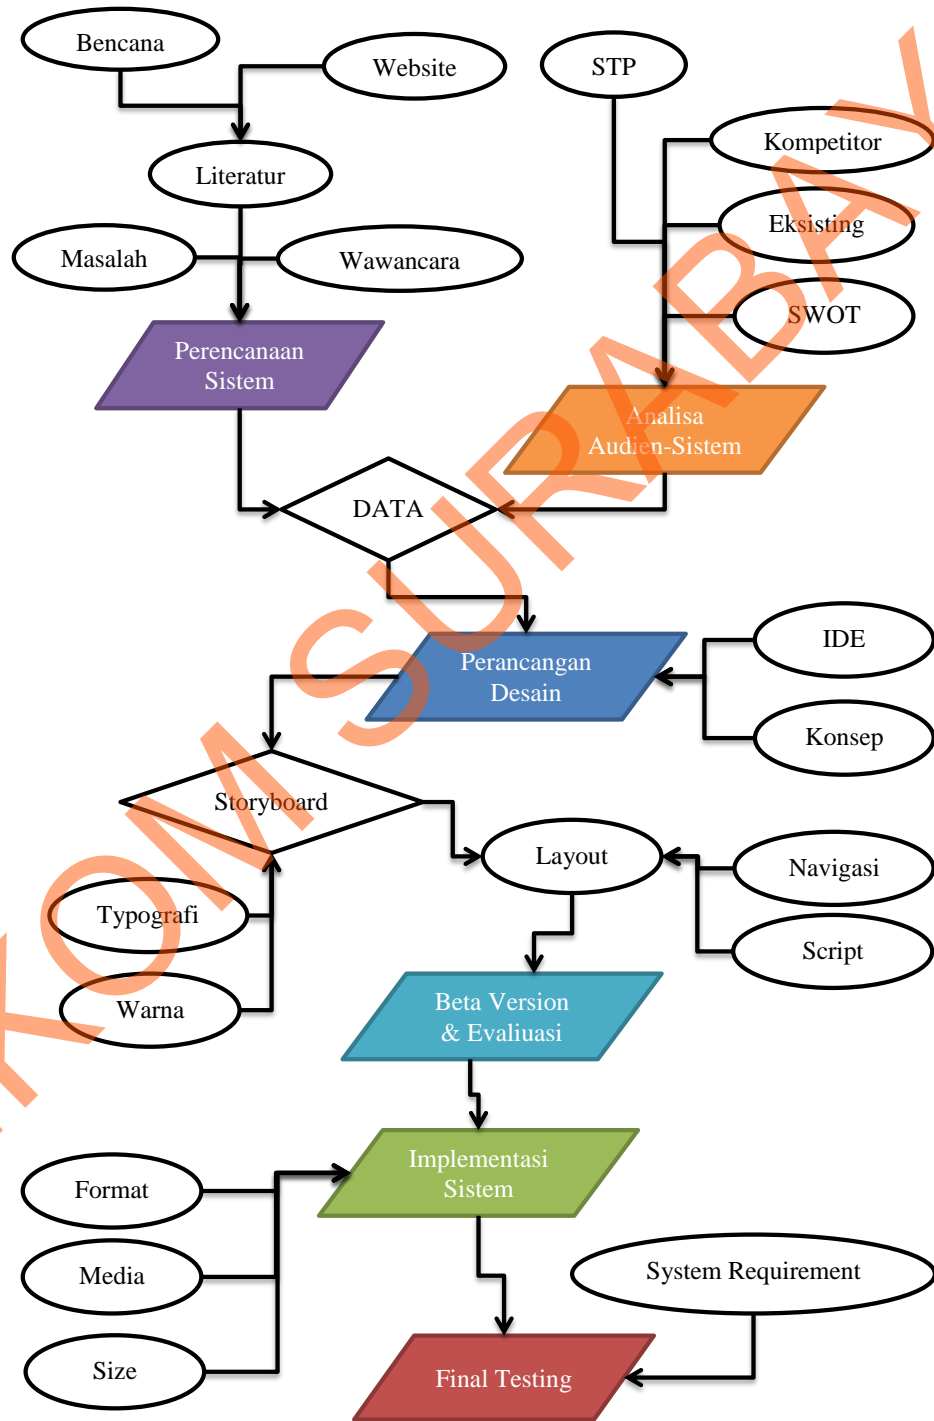 Bencana
Website
STP
Kompetitor
Literatur
Eksisting
Masalah
Wawancara
SWOT
Perencanaan
Sistem
Analisa
Audien-Sistem
DATA
Perancangan
Desain
IDE
Konsep
Storyboard
Layout
Navigasi
Typografi
Script
Warna
Beta Version
& Evaliuasi
Implementasi
Sistem
Format
Media
Size
System Requirement
Final Testing
KOM SURABAY